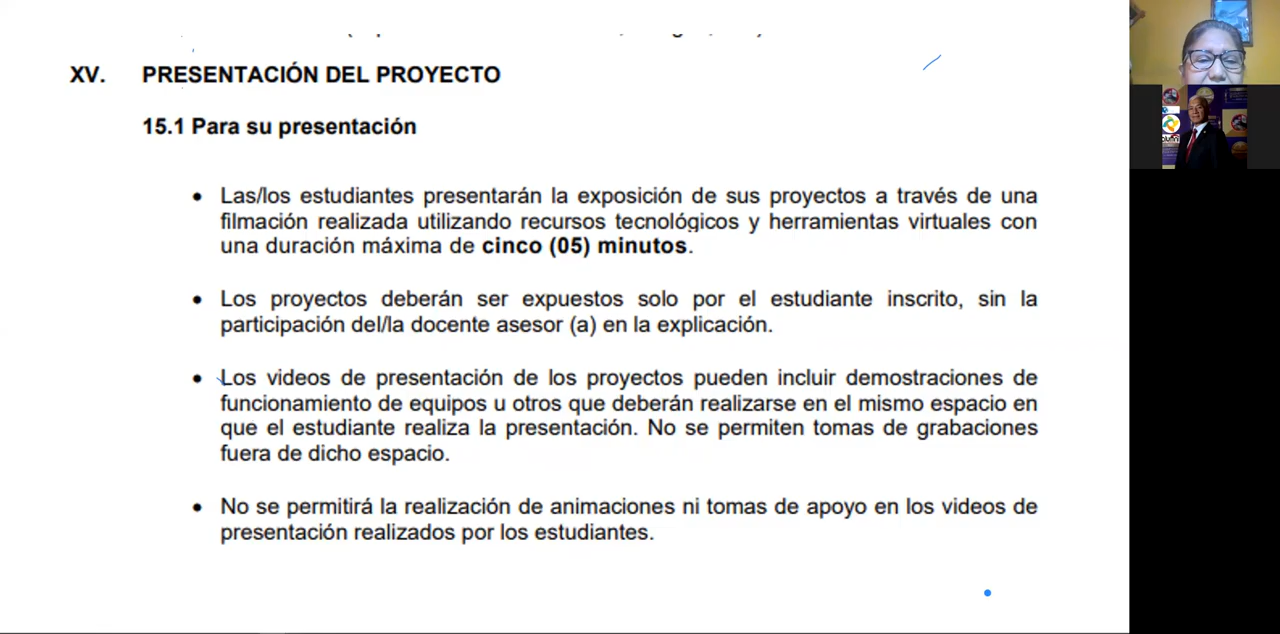 XV. PRESENTACIÓN DEL PROYECTO
15.1 Para su presentación
• Las/los estudiantes presentarán la exposición de sus proyectos a través de una
filmación realizada utilizando recursos tecnológicos y herramientas virtuales con
una duración máxima de cinco (05) minutos.
• Los proyectos deberán ser expuestos solo por el estudiante inscrito, sin la
participación del/la docente asesor (a) en la explicación.
• Los videos de presentación de los proyectos pueden incluir demostraciones de
funcionamiento de equipos u otros que deberán realizarse en el mismo espacio en
que el estudiante realiza la presentación. No se permiten tomas de grabaciones
fuera de dicho espacio.
• No se permitirá la realización de animaciones ni tomas de apoyo en los videos de
presentación realizados por los estudiantes.